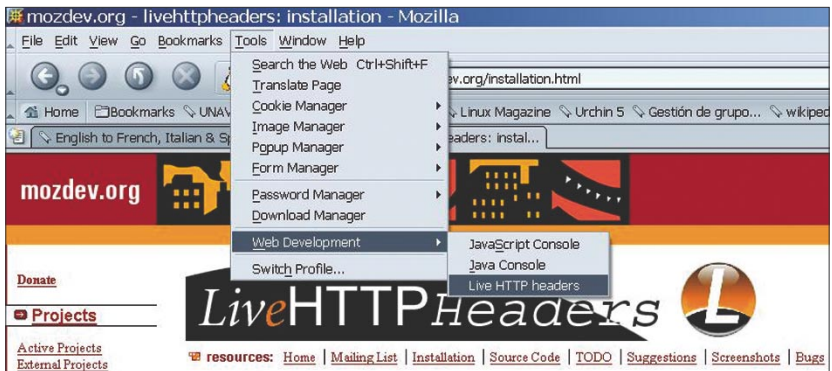 mozdev.org - livehttpheaders: installation - Mozilla
File Edit View Go Bookmarks Tools Window Help
Search the Web Ctrl+Shift+F
Translate Page
Cookie Manager
Image Manager
Popup Manager
Form Manager
Password Manager
Download Manager
Web Development
Switch Profile...
JavaScript Console
Java Console
Live HTTP headers
ev.org/installation.html
Home Bookmarks UNAV Linux Magazine Urchin 5 Gestión de grupo... wikiped
English to French, Italian & Sp eaders: instal...
mozdev.org
Donate
Projects
Active Projects
External Projects
LiveHTTPHeaders
L
resources: Home | Mailing List | Installation | Source Code | TODO | Suggestions | Screenshots | Bugs